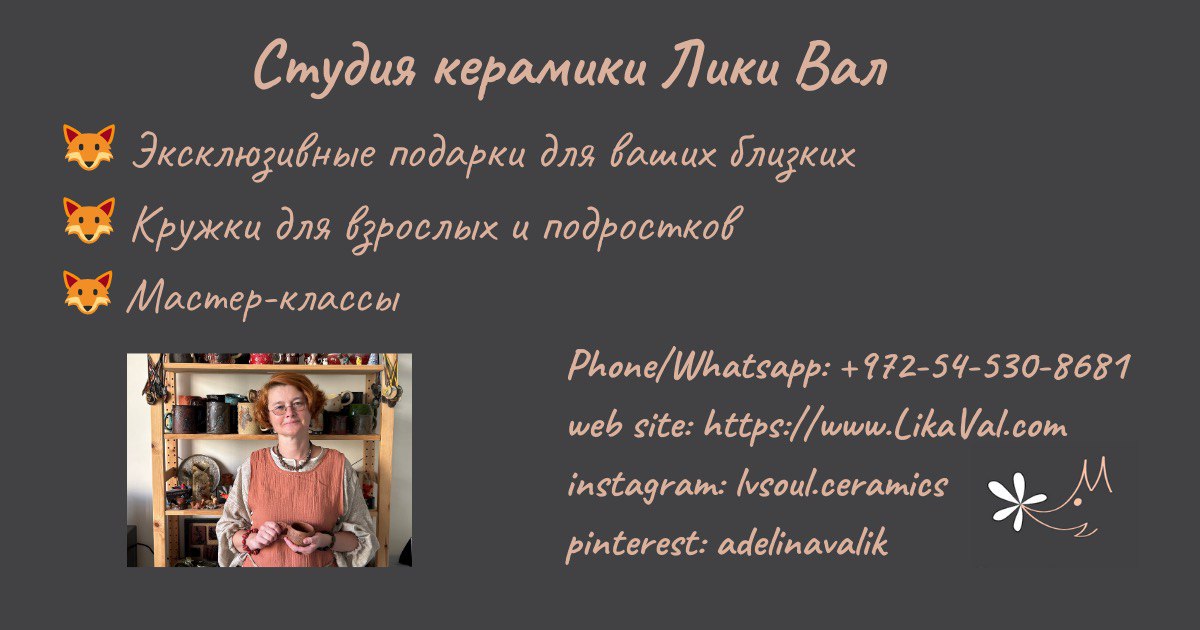 Студия керамики Лики Вал
Эксклюзивные подарки для ваших близких
Кружки для взрослых и подростков
Мастер-классы
Phone/Whatsapp: +972-54-530-8681
web site: https://www.LikaVal.com
instagram: lvsoul.ceramics
pinterest: adelinavalik